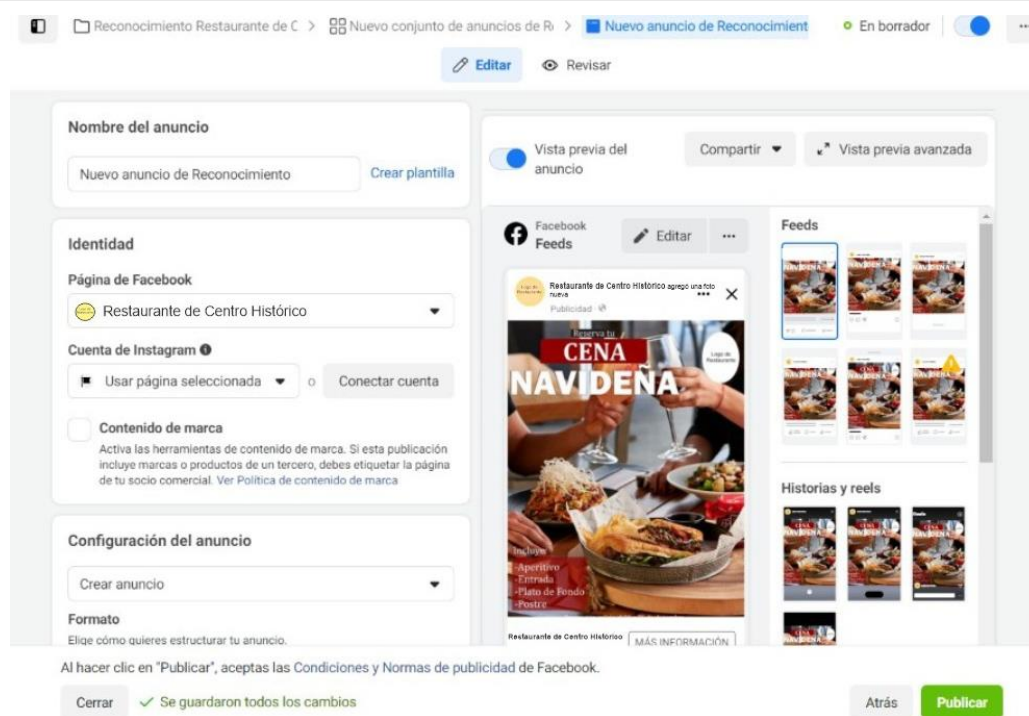 Reconocimiento Restaurante de C > Nuevo conjunto de anuncios de R > Nuevo anuncio de Reconocimient
En borrador
Editar
Revisar
Nombre del anuncio
Nuevo anuncio de Reconocimiento
Crear plantilla
Identidad
Página de Facebook
Restaurante de Centro Histórico
Cuenta de Instagram
Usar página seleccionada
o
Conectar cuenta
Contenido de marca
Activa las herramientas de contenido de marca. Si esta publicación
incluye marcas o productos de un tercero, debes etiquetar la página
de tu socio comercial. Ver Política de contenido de marca
Configuración del anuncio
Crear anuncio
Formato
Elige cómo quieres estructurar tu anuncio.
Vista previa del
anuncio
Compartir
Vista previa avanzada
Facebook
Feeds
Editar
Restaurante de Centro Histórico agregó una foto
nueva
Publicidad
Reserva tu
CENA
NAVIDEÑA
Logo de
Restaurante
Incluye
-Aperitivo
-Entrada
-Plato de Fondo
-Postre
Restaurante de Centro Histórico
MÁS INFORMACIÓN
Feeds
Historias y reels
Al hacer clic en "Publicar", aceptas las Condiciones y Normas de publicidad de Facebook.
Cerrar
Se guardaron todos los cambios
Atrás
Publicar